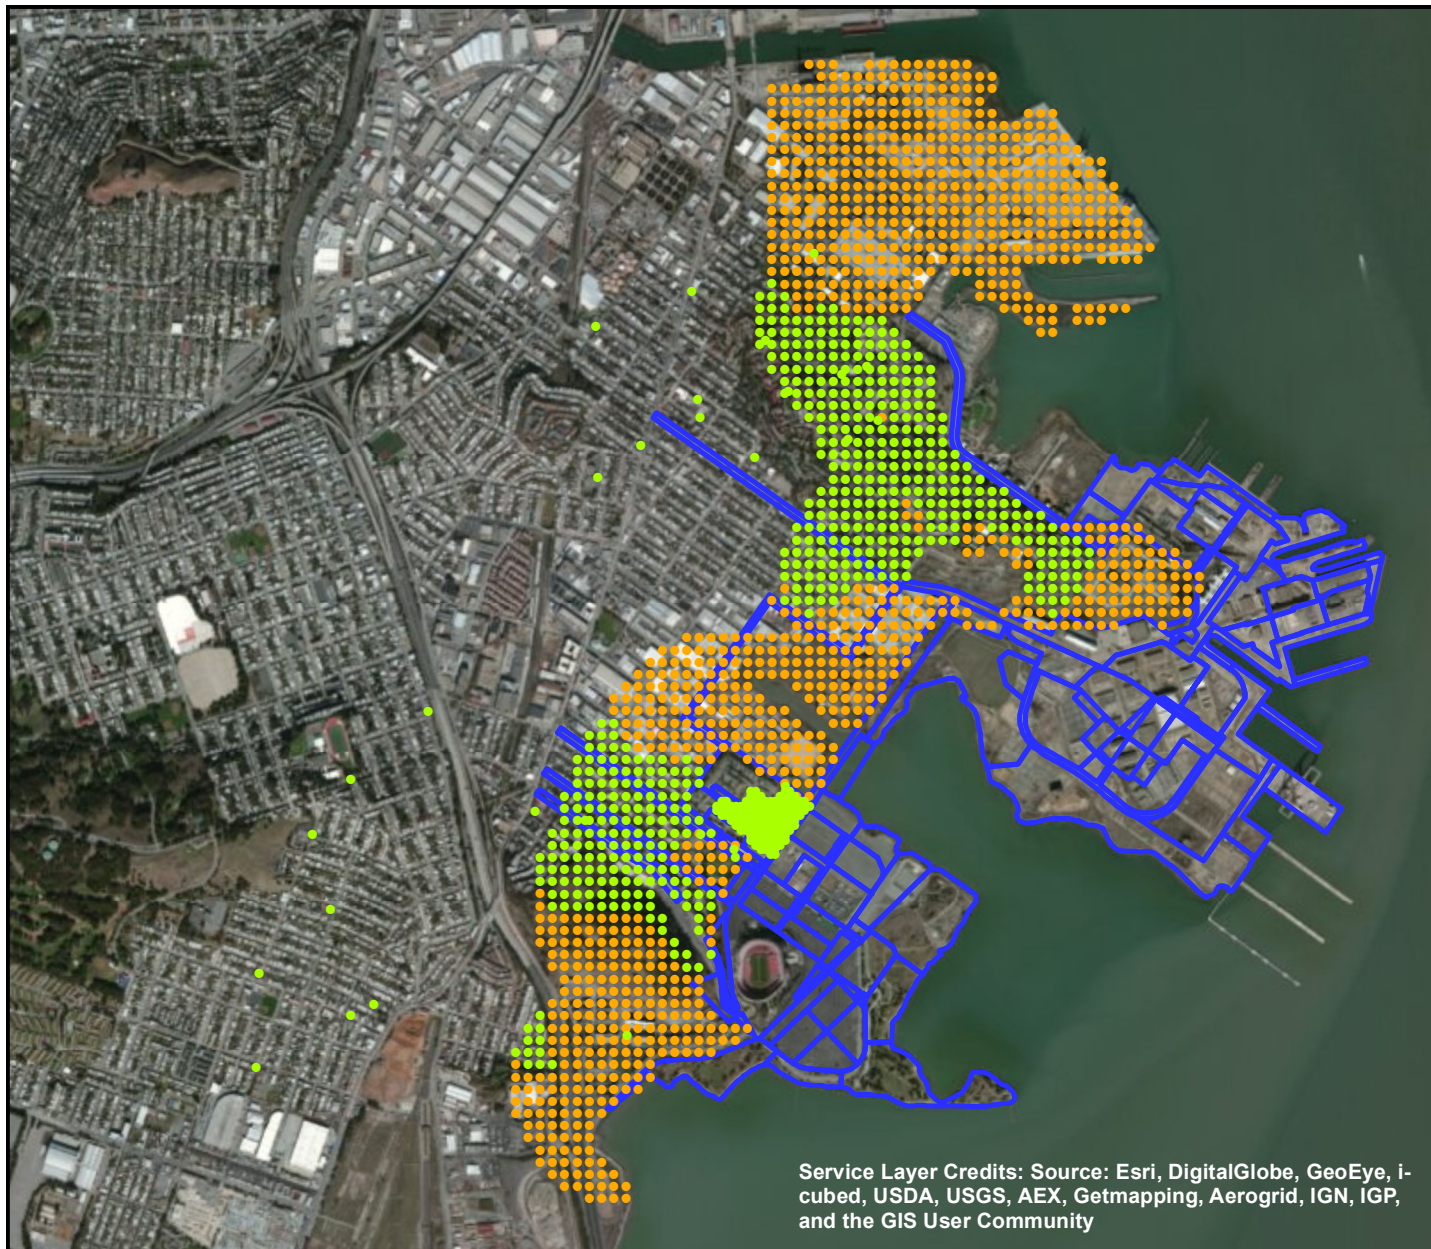 Service Layer Credits: Source: Esri, DigitalGlobe, GeoEye, i-
cubed, USDA, USGS, AEX, Getmapping, Aerogrid, IGN, IGP,
and the GIS User Community